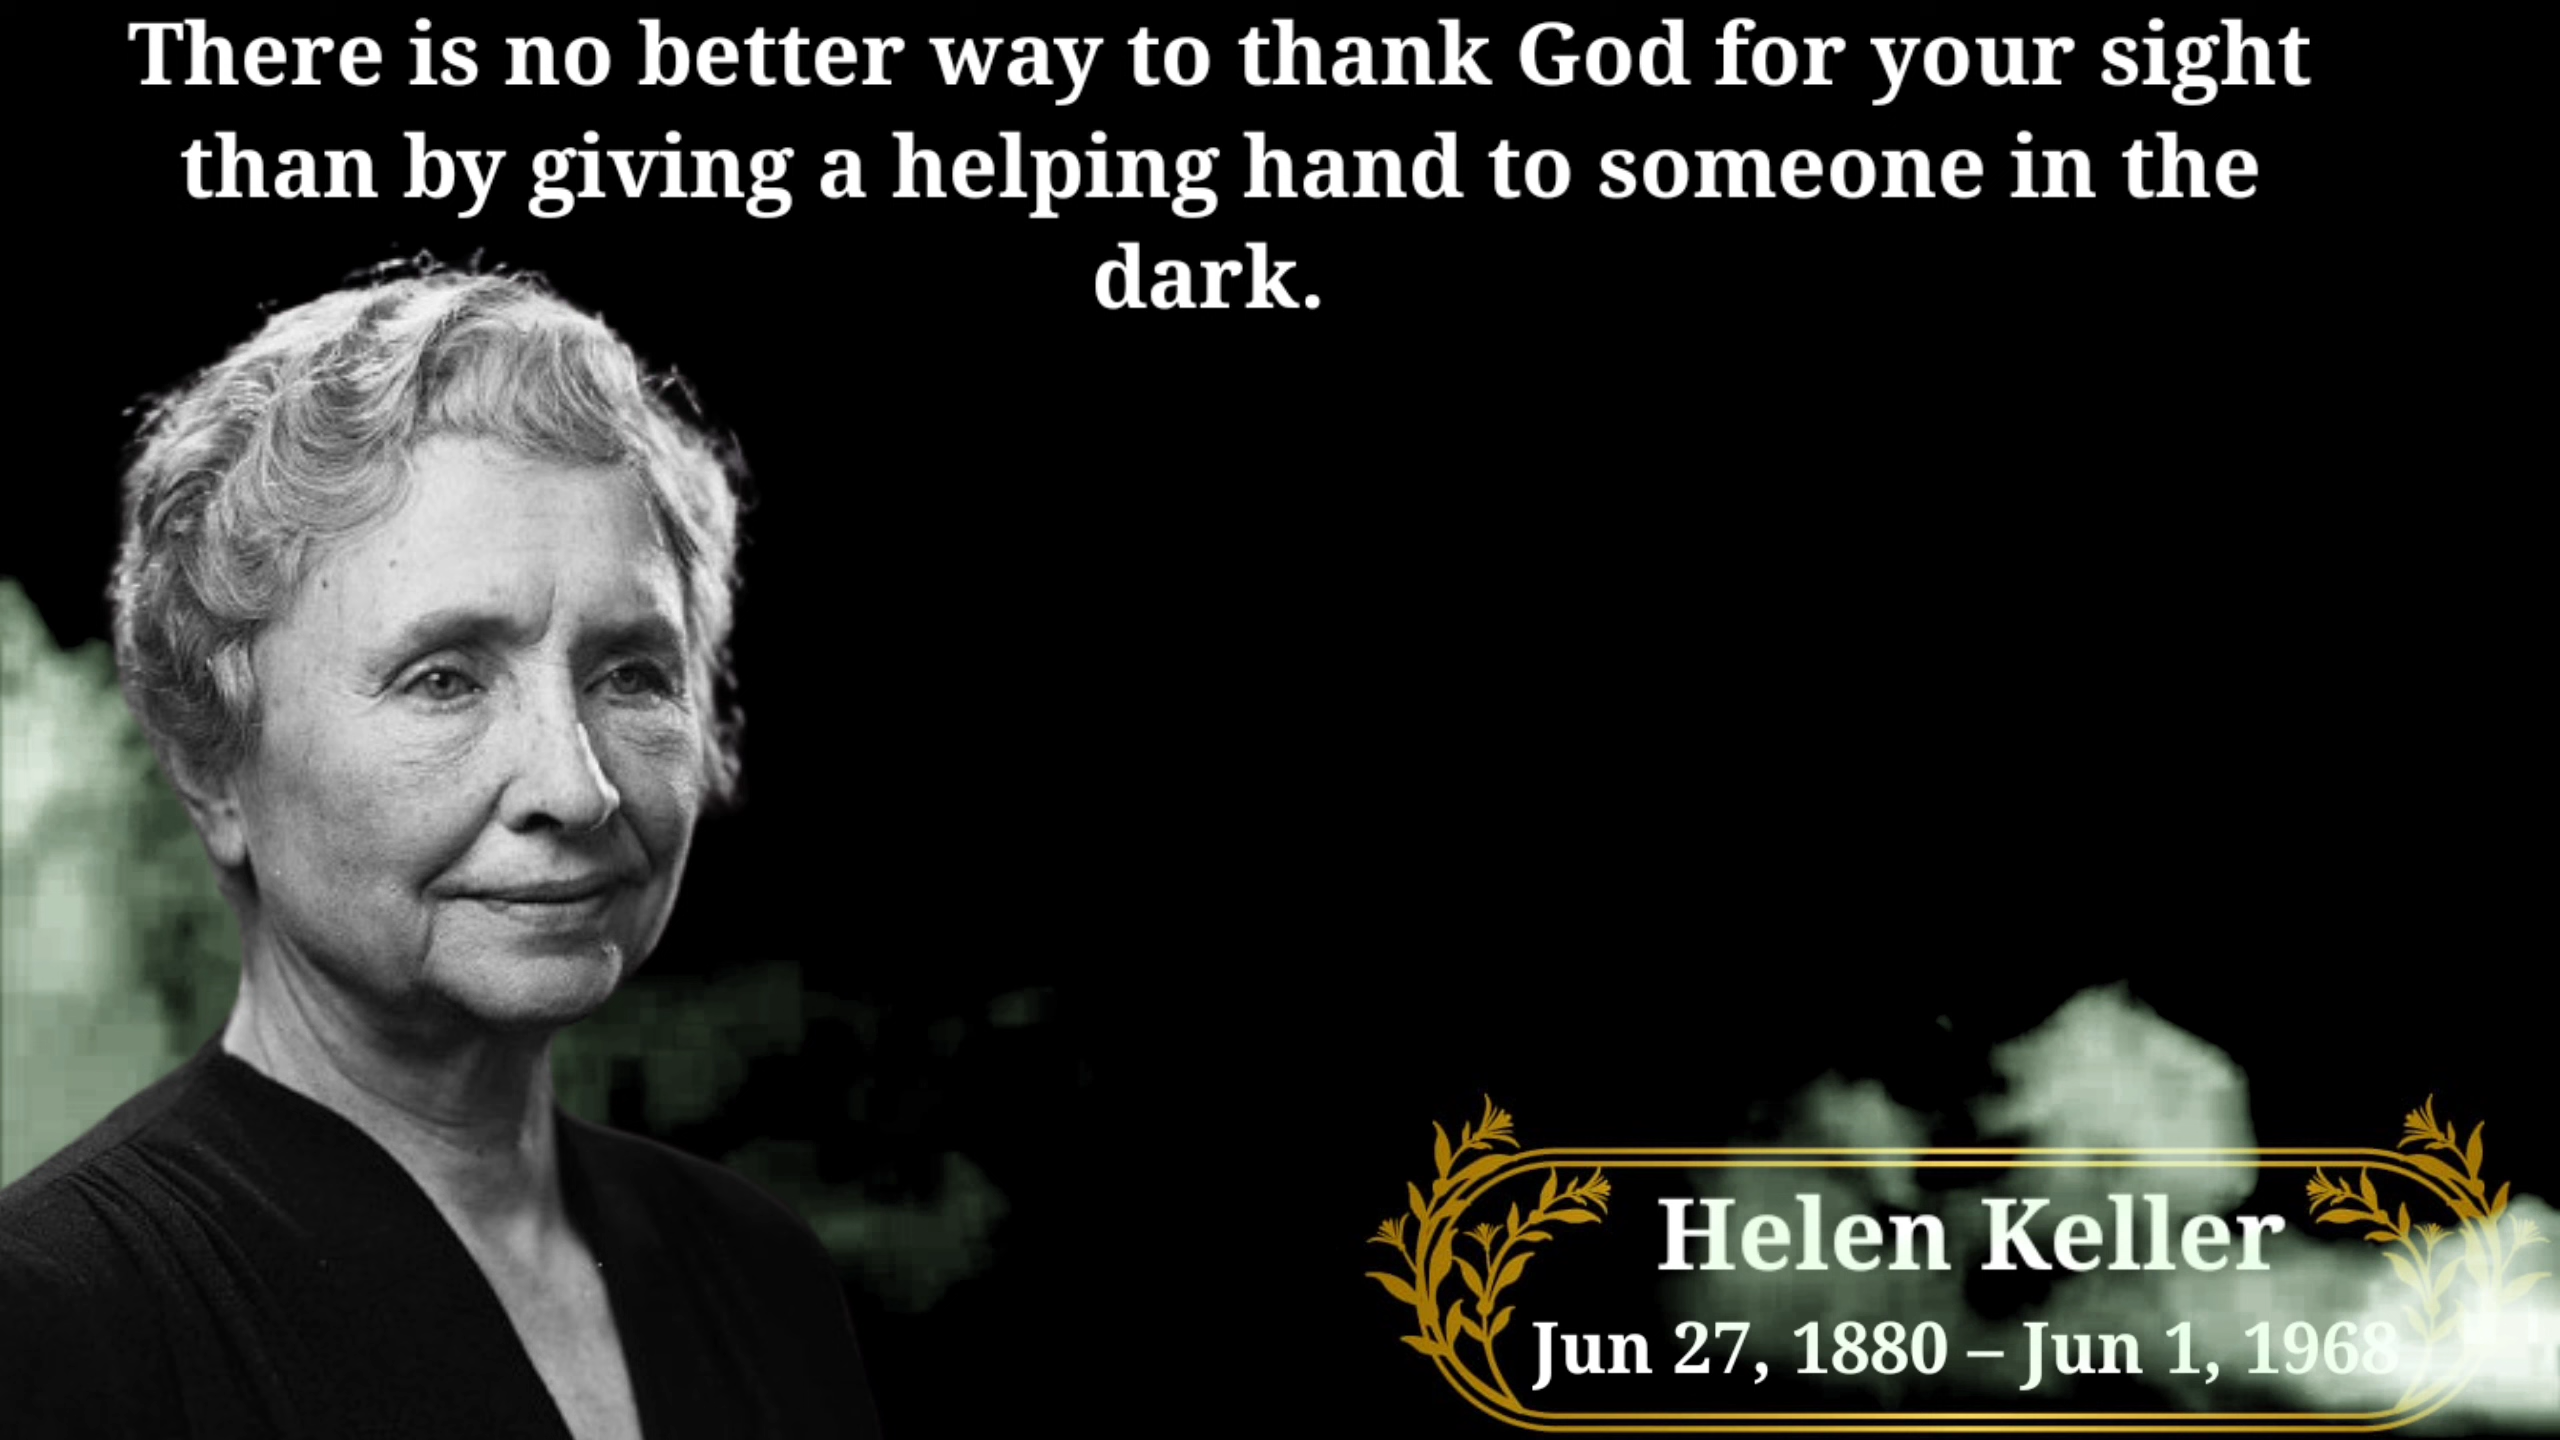 There is no better way to thank God for your sight
than by giving a helping hand to someone in the
dark.
Helen Keller
Jun 27, 1880 – Jun 1, 1968